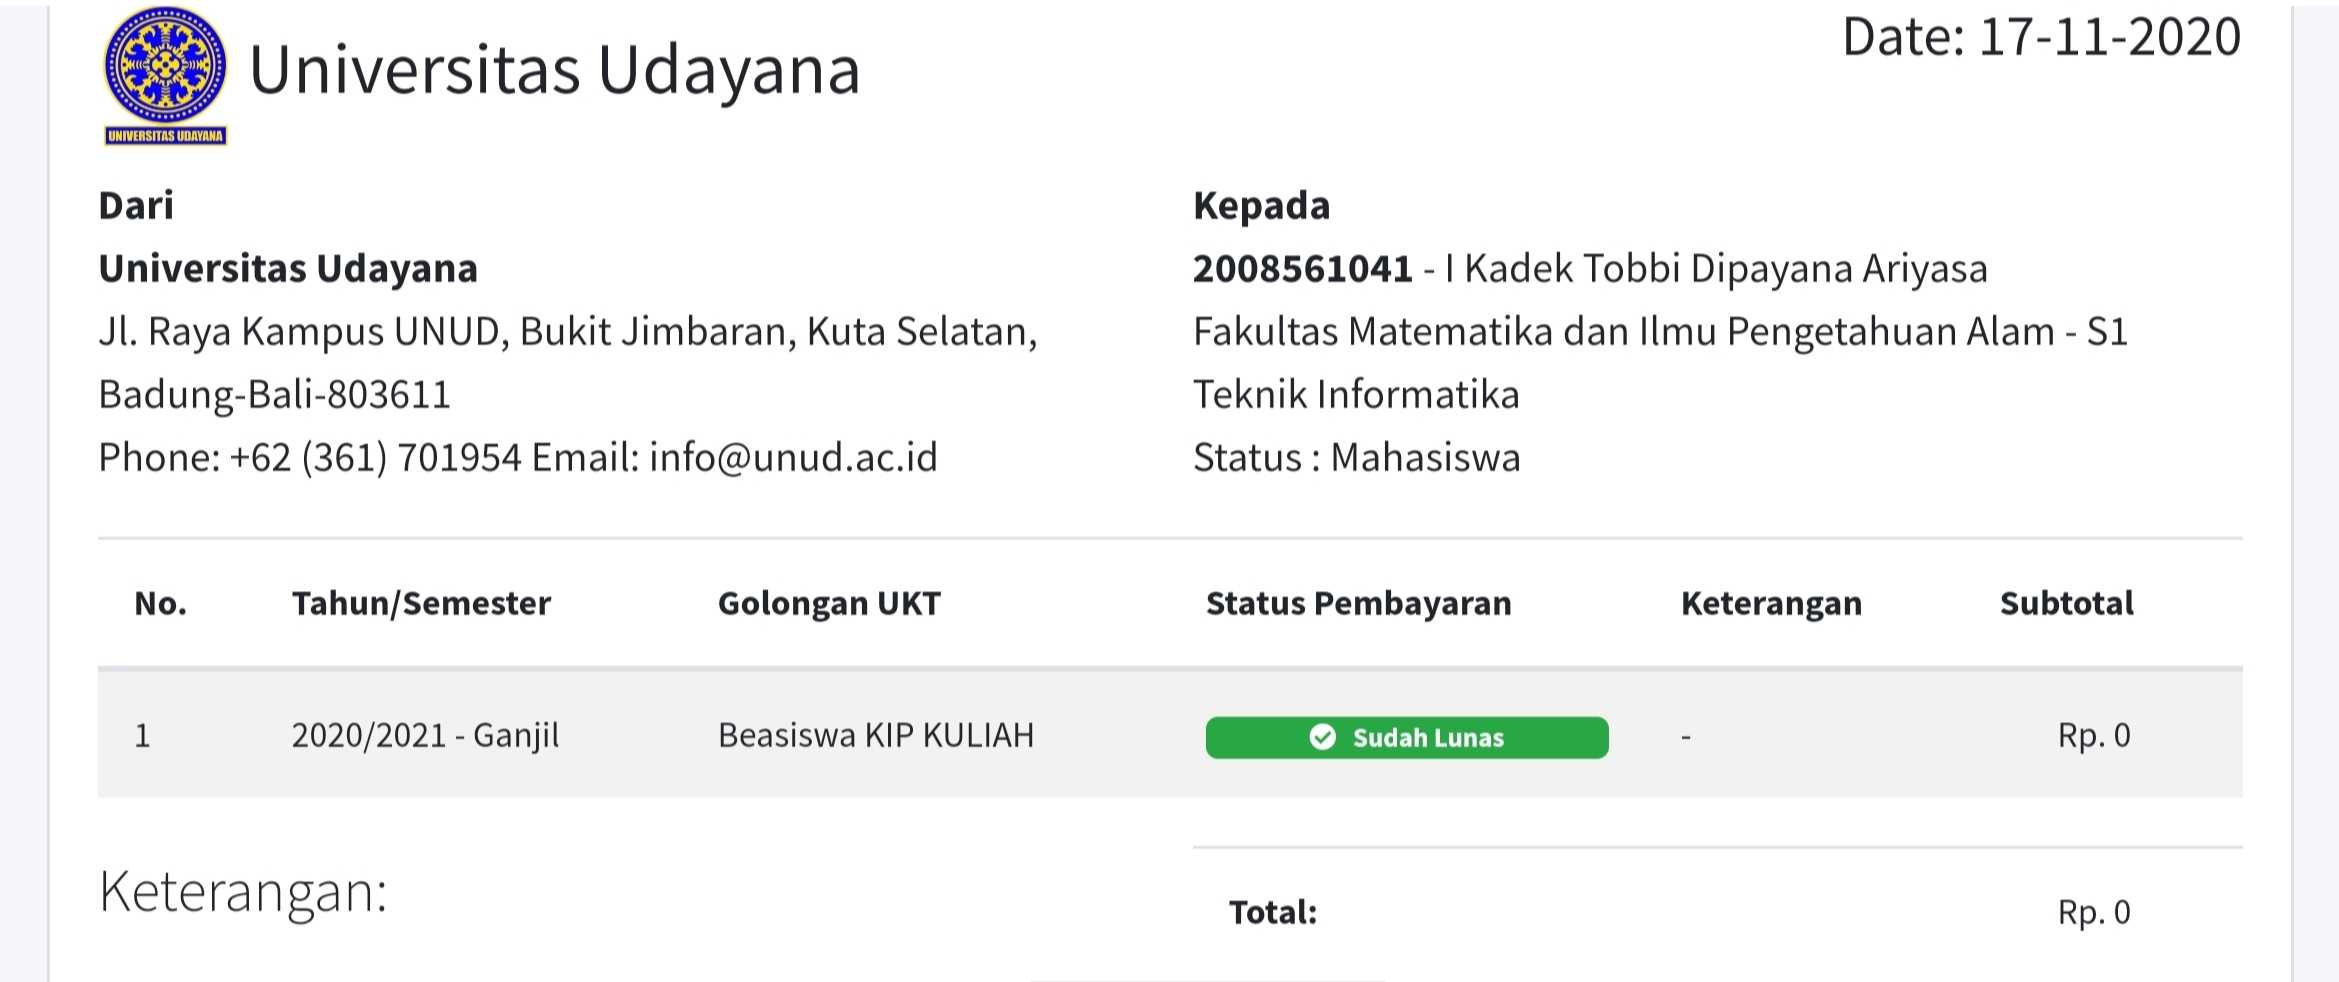 Universitas Udayana
Date: 17-11-2020
UNIVERSITAS UDAYANA
Dari
Universitas Udayana
Jl. Raya Kampus UNUD, Bukit Jimbaran, Kuta Selatan,
Badung-Bali-803611
Phone: +62 (361) 701954 Email: info@unud.ac.id
Kepada
2008561041 - I Kadek Tobbi Dipayana Ariyasa
Fakultas Matematika dan Ilmu Pengetahuan Alam - S1
Teknik Informatika
Status : Mahasiswa
No. Tahun/Semester Golongan UKT Status Pembayaran Keterangan Subtotal
1 2020/2021 - Ganjil Beasiswa KIP KULIAH Sudah Lunas - Rp. 0
Keterangan:
Total: Rp. 0